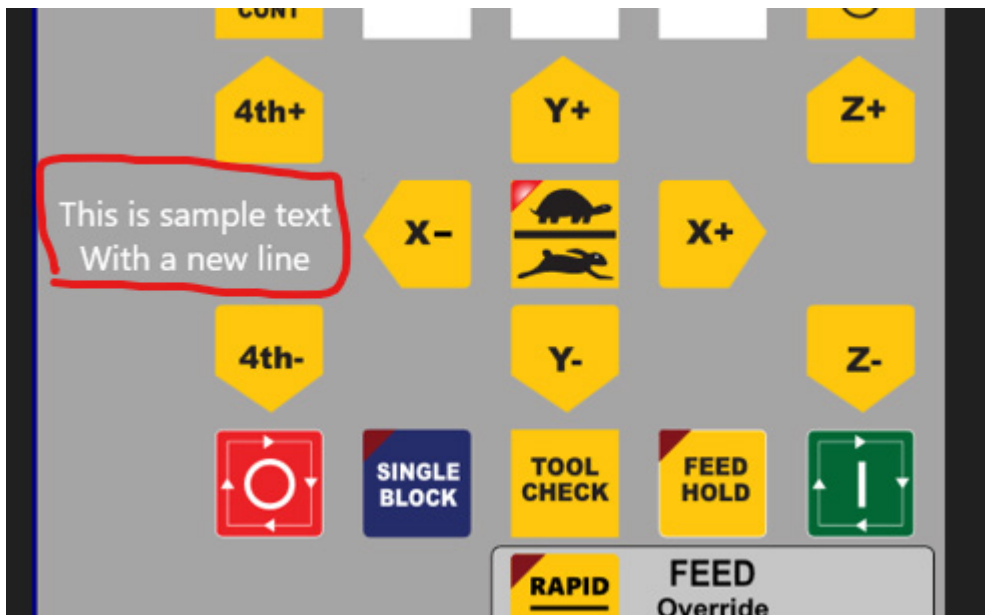 CONT
4th+
Y+
Z+
This is sample text
With a new line
X-
X+
4th-
Y-
Z-
SINGLE
BLOCK
TOOL
CHECK
FEED
HOLD
RAPID
FEED
Override